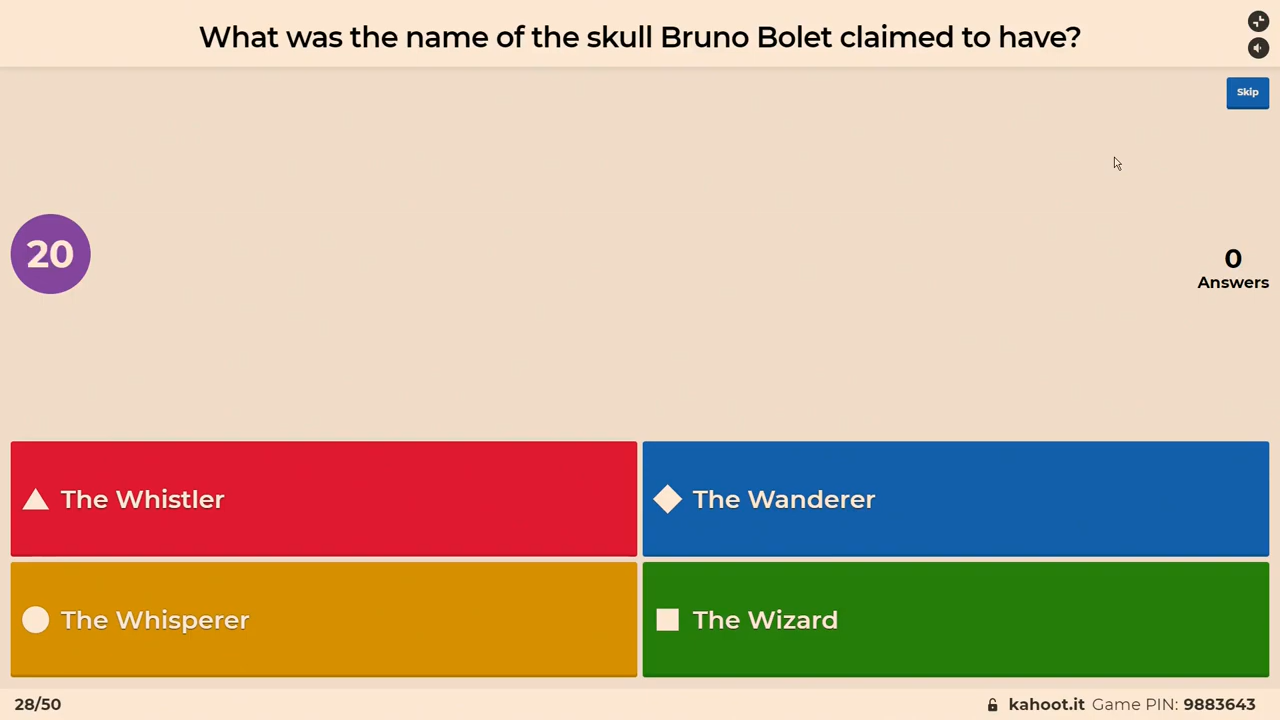 What was the name of the skull Bruno Bolet claimed to have?
Skip
20
0
Answers
The Whistler
The Wanderer
The Whisperer
The Wizard
28/50
kahoot.it Game PIN: 9883643